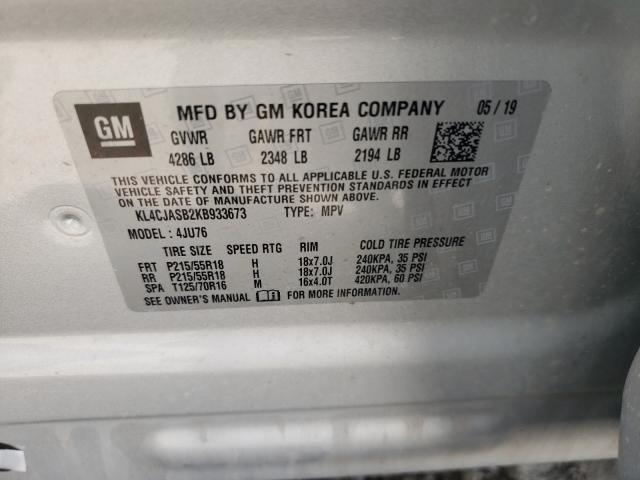 GM MFD BY GM KOREA COMPANY 05 / 19
GVWR GAWR FRT GAWR RR
4286 LB 2348 LB 2194 LB
THIS VEHICLE CONFORMS TO ALL APPLICABLE U.S. FEDERAL MOTOR
VEHICLE SAFETY AND THEFT PREVENTION STANDARDS IN EFFECT
ON THE DATE OF MANUFACTURE SHOWN ABOVE.
KL4CJASB2KB933673 TYPE: MPV
MODEL: 4JU76
TIRE SIZE SPEED RTG RIM COLD TIRE PRESSURE
FRT P215/55R18 H 18x7.0J 240KPA, 35 PSI
RR P215/55R18 H 18x7.0J 240KPA, 35 PSI
SPA T125/70R16 M 16x4.0T 420KPA, 60 PSI
SEE OWNER'S MANUAL FOR MORE INFORMATION.